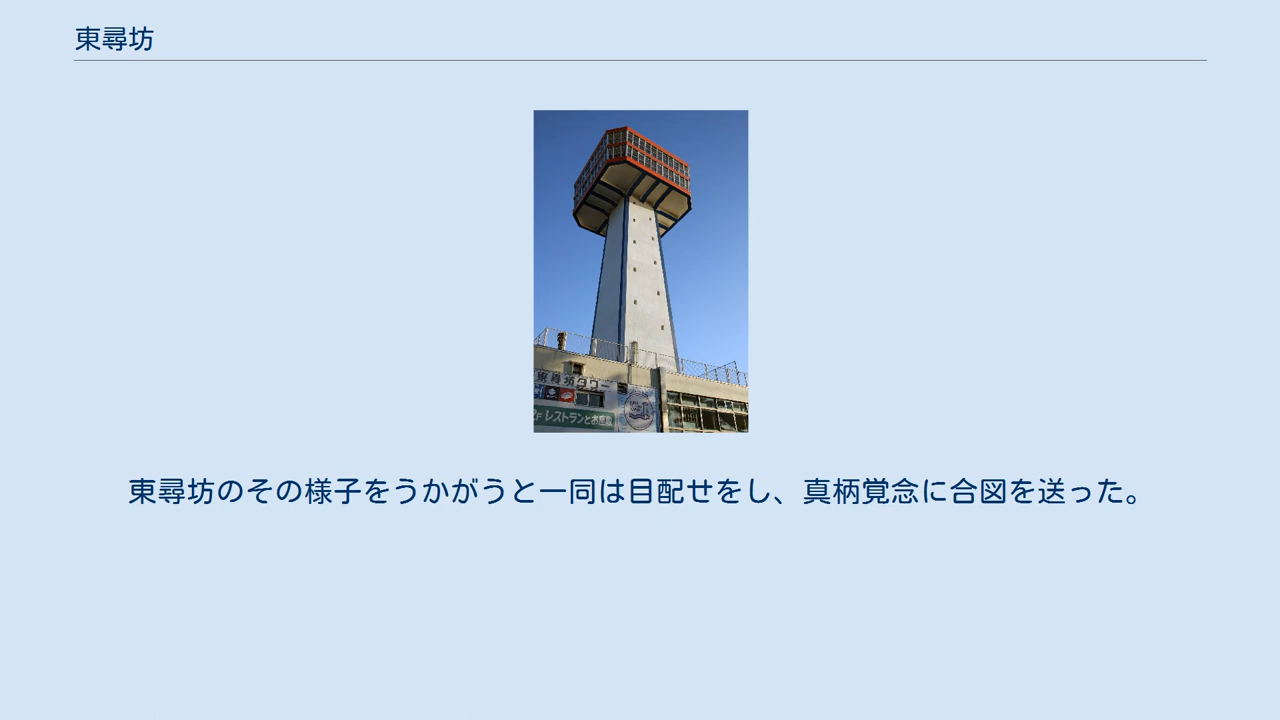 東尋坊
東尋坊タワー
レストランとお座敷
東尋坊のその様子をうかがうと一同は目配せをし、真柄覚念に合図を送った。